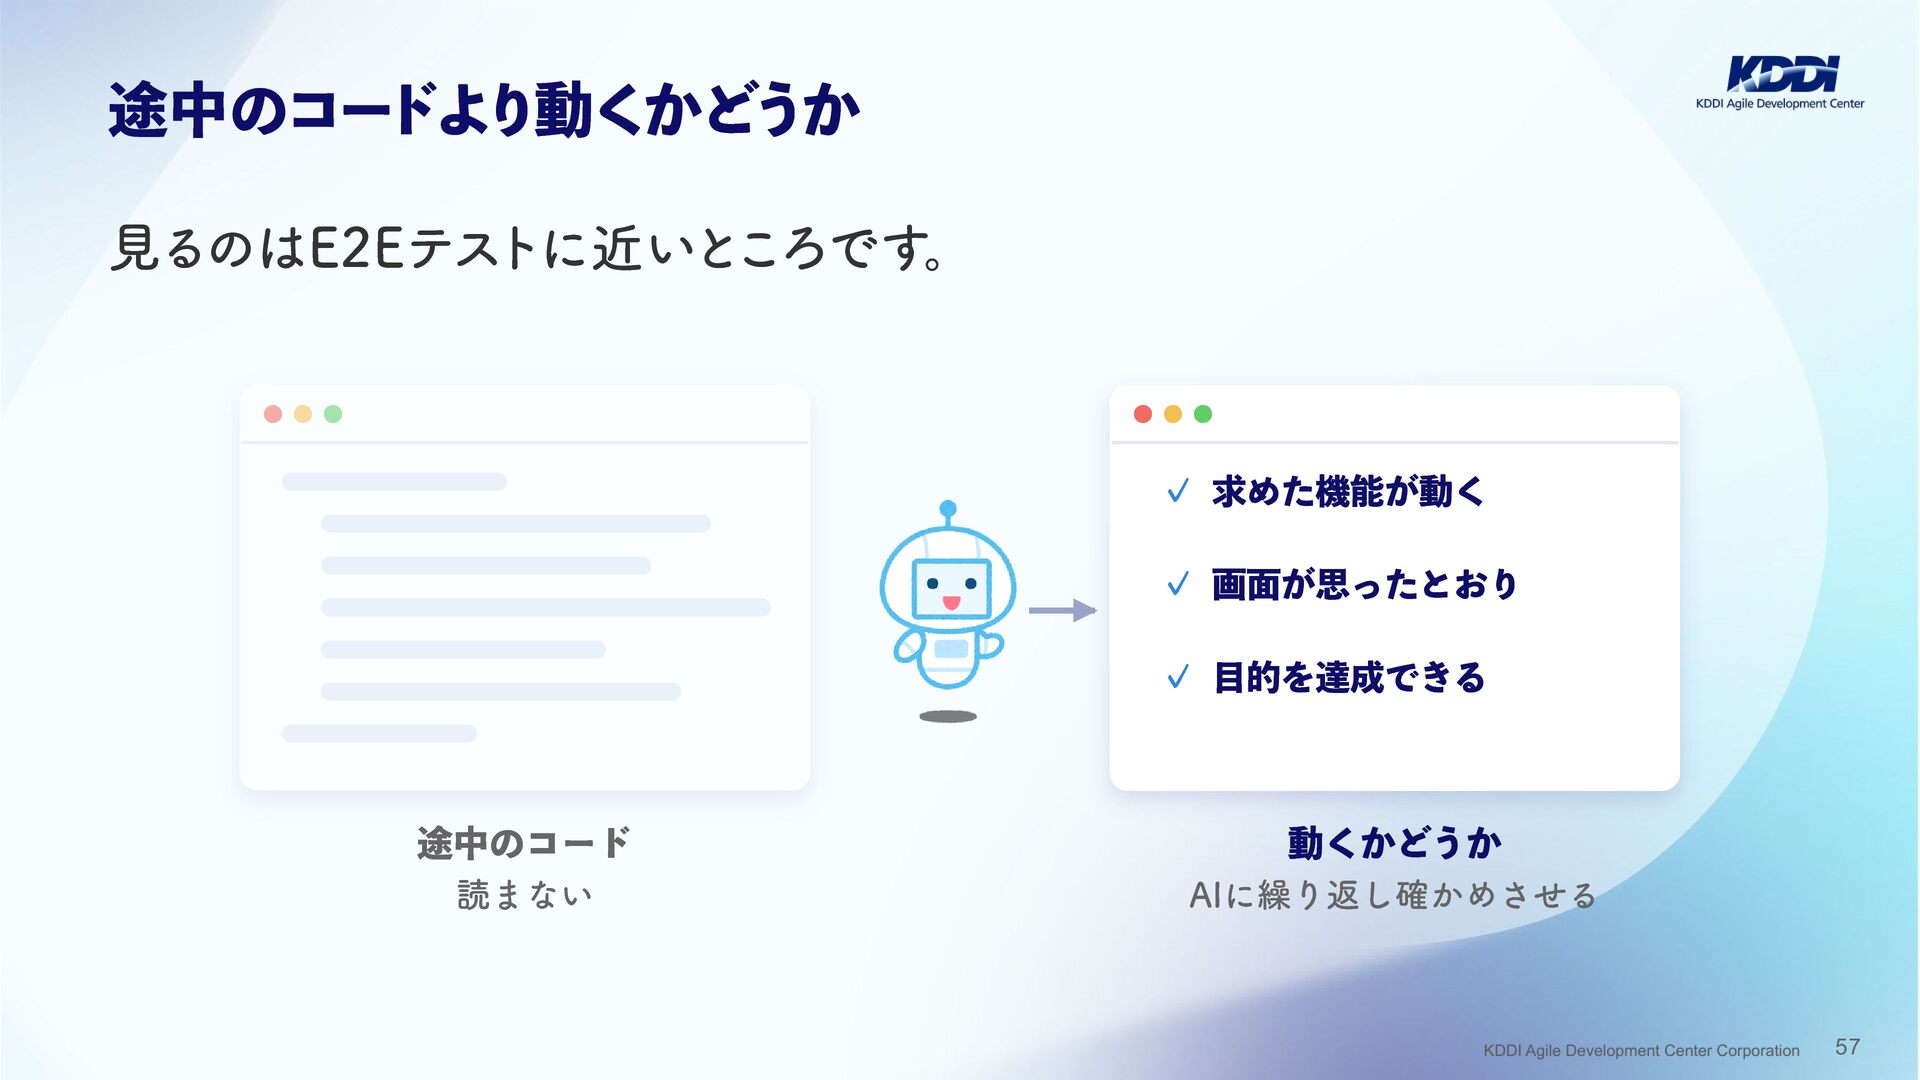 途中のコードより動くかどうか
KDDI
KDDI Agile Development Center
見るのはE2Eテストに近いところです。
✓ 求めた機能が動く
✓ 画面が思ったとおり
✓ 目的を達成できる
途中のコード
読まない
動くかどうか
AIに繰り返し確かめさせる
KDDI Agile Development Center Corporation
57